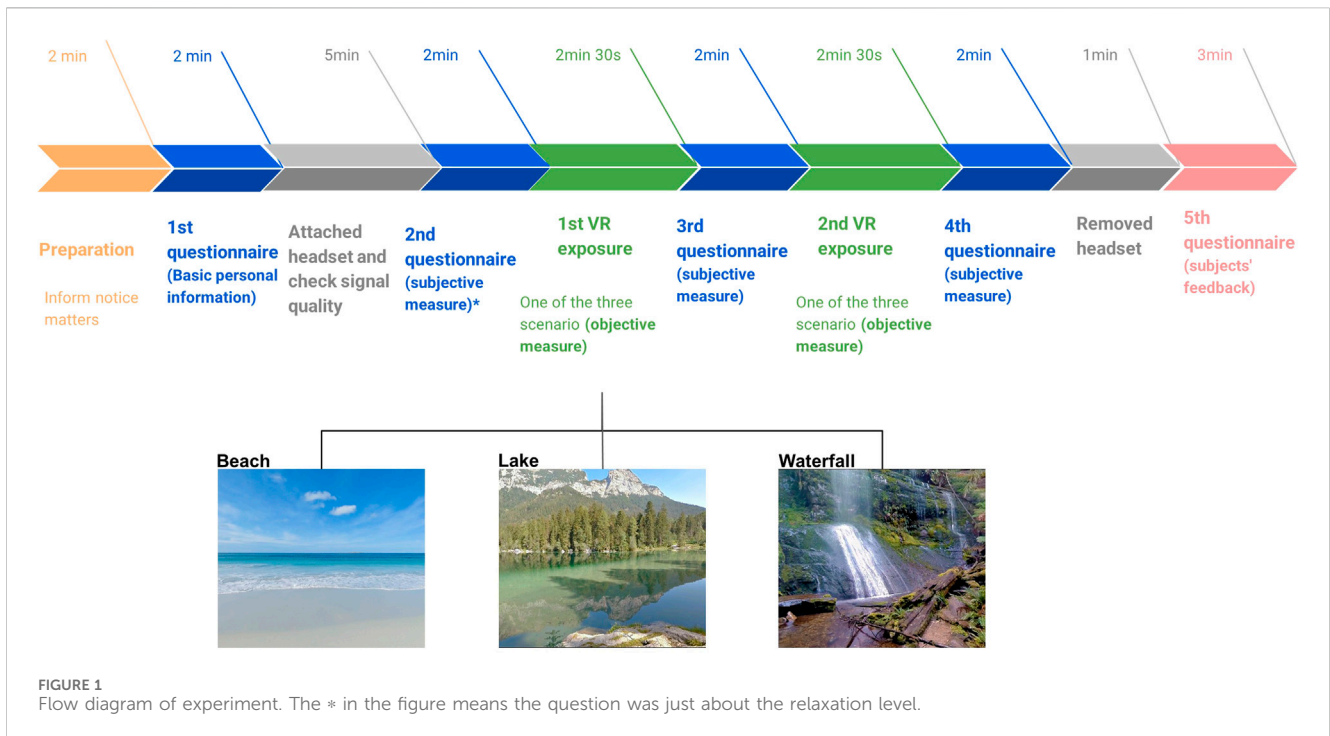 2 min
2 min
5min
2min
2min 30s
2min
2min 30s
2min
1min
3min
Preparation
Inform notice
matters
1st
questionnaire
(Basic personal
information)
Attached
headset and
check signal
quality
2nd
questionnaire
(subjective
measure)*
1st VR
exposure
One of the three
scenario (objective
measure)
3rd
questionnaire
(subjective
measure)
2nd VR
exposure
One of the three
scenario (objective
measure)
4th
questionnaire
(subjective
measure)
Removed
headset
5th
questionnaire
(subjects'
feedback)
Beach
Lake
Waterfall
FIGURE 1
Flow diagram of experiment. The * in the figure means the question was just about the relaxation level.